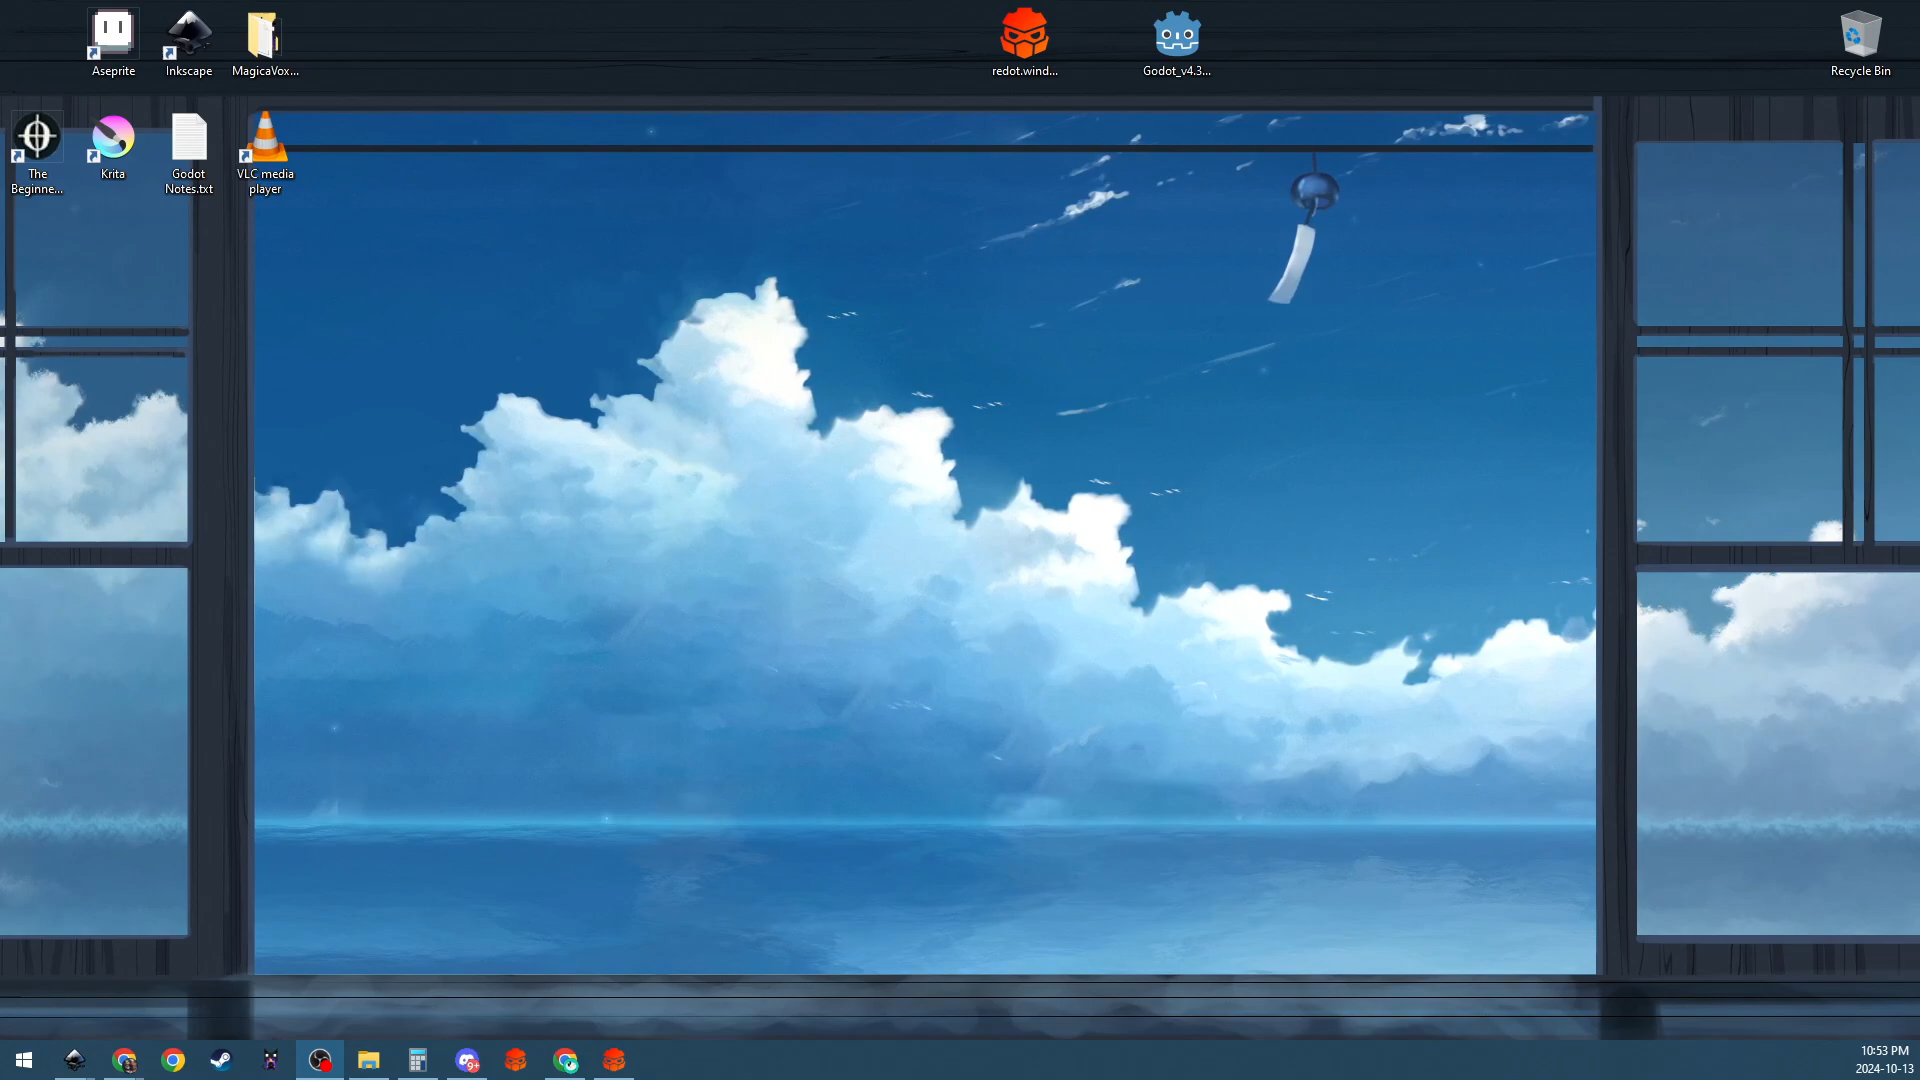 Aseprite
Inkscape
MagicaVox...
redot.wind...
Godot_v4.3...
Recycle Bin
The
Beginne...
Krita
Godot
Notes.txt
VLC media
player
9+
10:53 PM
2024-10-13